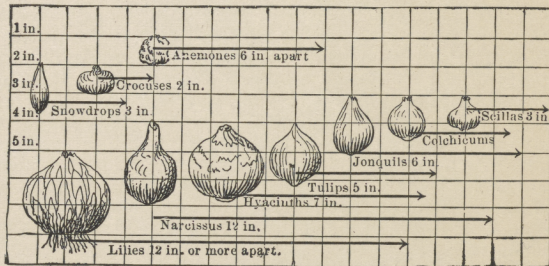 1 in.
2 in.
Anemones 6 in. apart
3 in.
Crocuses 2 in.
Snowdrops 3 in.
4 in.
Scillas 3 in.
Colchicums
5 in.
Jonquils 6 in.
Tulips 5 in.
Hyacinths 7 in.
Narcissus 12 in.
Lilies 12 in. or more apart.